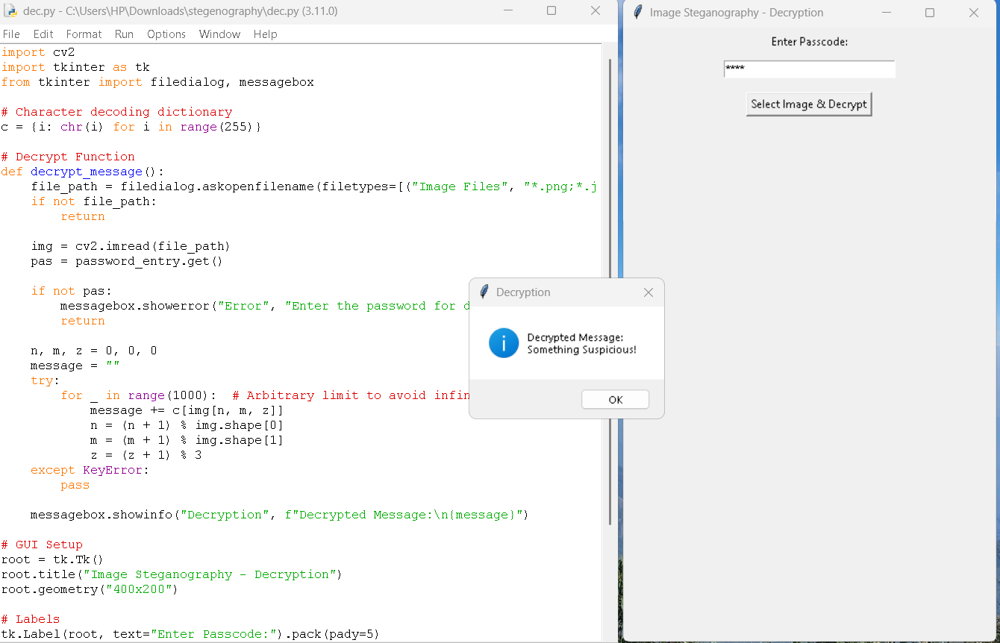 dec.py - C:\Users\HP\Downloads\stegenography\dec.py (3.11.0)
File Edit Format Run Options Window Help
import cv2
import tkinter as tk
from tkinter import filedialog, messagebox
# Character decoding dictionary
c = {i: chr(i) for i in range(255)}
# Decrypt Function
def decrypt_message():
    file_path = filedialog.askopenfilename(filetypes=[("Image Files", "*.png;*.j
    if not file_path:
        return
    img = cv2.imread(file_path)
    pas = password_entry.get()
    if not pas:
        messagebox.showerror("Error", "Enter the password for d
        return
    n, m, z = 0, 0, 0
    message = ""
    try:
        for _ in range(1000):  # Arbitrary limit to avoid infin
            message += c[img[n, m, z]]
            n = (n + 1) % img.shape[0]
            m = (m + 1) % img.shape[1]
            z = (z + 1) % 3
    except KeyError:
        pass
    messagebox.showinfo("Decryption", f"Decrypted Message:\n{message}")
# GUI Setup
root = tk.Tk()
root.title("Image Steganography - Decryption")
root.geometry("400x200")
# Labels
tk.Label(root, text="Enter Passcode:").pack(pady=5)
Image Steganography - Decryption
Enter Passcode:
****
Select Image & Decrypt
Decryption
Decrypted Message:
Something Suspicious!
OK